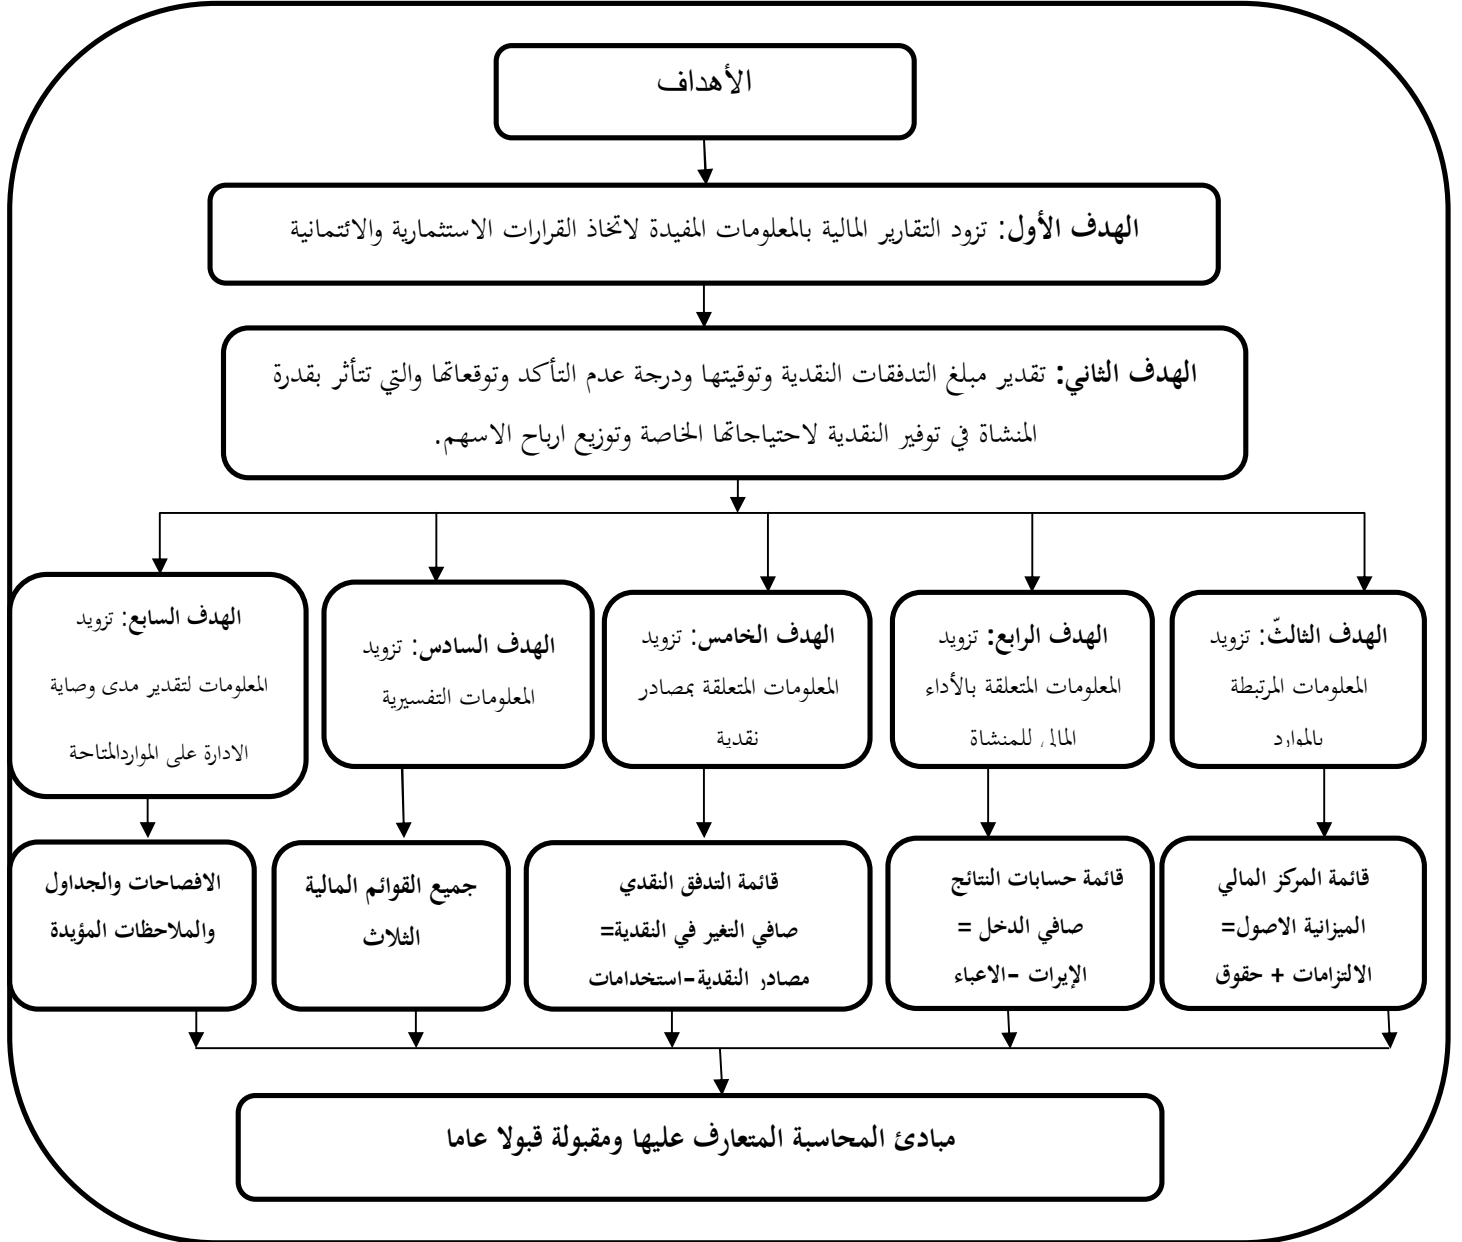 الأهداف
الهدف الأول: تزود التقارير المالية بالمعلومات المفيدة لاتخاذ القرارات الاستثمارية والائتمانية
الهدف الثاني: تقدير مبلغ التدفقات النقدية وتوقيتها ودرجة عدم التأكد وتوقعاتها والتي تتأثر بقدرة
المنشاة في توفير النقدية لاحتياجاتها الخاصة وتوزيع ارباح الاسهم.
الهدف الثالثّ: تزويد
المعلومات المرتبطة
بالموارد
الهدف الرابع: تزويد
المعلومات المتعلقة بالأداء
المالي للمنشاة
الهدف الخامس: تزويد
المعلومات المتعلقة بمصادر
نقدية
الهدف السادس: تزويد
المعلومات التفسيرية
الهدف السابع: تزويد
المعلومات لتقدير مدى وصاية
الادارة على المواردالمتاحة
قائمة المركز المالي
الميزانية الاصول=
الالتزامات + حقوق
قائمة حسابات النتائج
صافي الدخل =
الإيرات -الاعباء
قائمة التدفق النقدي
صافي التغير في النقدية=
مصادر النقدية-استخدامات
جميع القوائم المالية
الثلاث
الافصاحات والجداول
والملاحظات المؤيدة
مبادئ المحاسبة المتعارف عليها ومقبولة قبولا عاما